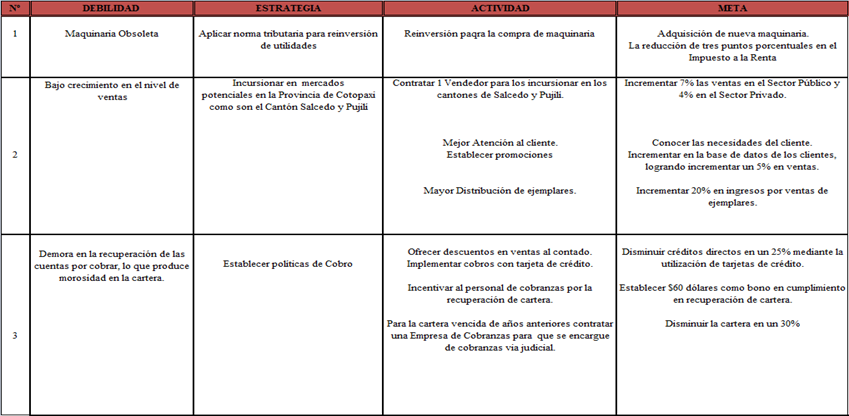 Nº DEBILIDAD ESTRATEGIA ACTIVIDAD META
1
Maquinaria Obsoleta
Aplicar norma tributaria para reinversión
de utilidades
Reinversión paqra la compra de maquinaria
Adquisición de nueva maquinaria.
La reducción de tres puntos porcentuales en el
Impuesto a la Renta
2
Bajo crecimiento en el nivel de
ventas
Incursionar en mercados
potenciales en la Provincia de Cotopaxi
como son el Cantón Salcedo y Pujilí
Contratar 1 Vendedor para los incursionar en los
cantones de Salcedo y Pujilí.
Mejor Atención al cliente.
Establecer promociones
Mayor Distribución de ejemplares.
Incrementar 7% las ventas en el Sector Público y
4% en el Sector Privado.
Conocer las necesidades del cliente.
Incrementar en la base de datos de los clientes,
logrando incrementar un 5% en ventas.
Incrementar 20% en ingresos por ventas de
ejemplares.
3
Demora en la recuperación de las
cuentas por cobrar, lo que produce
morosidad en la cartera.
Establecer politicas de Cobro
Ofrecer descuentos en ventas al contado.
Implementar cobros con tarjeta de crédito.
Incentivar al personal de cobranzas por la
recuperación de cartera.
Para la cartera vencida de años anteriores contratar
una Empresa de Cobranzas para que se encargue
de cobranzas via judicial.
Disminuir créditos directos en un 25% mediante la
utilización de tarjetas de crédito.
Establecer $60 dólares como bono en cumplimiento
en recuperación de cartera.
Disminuir la cartera en un 30%